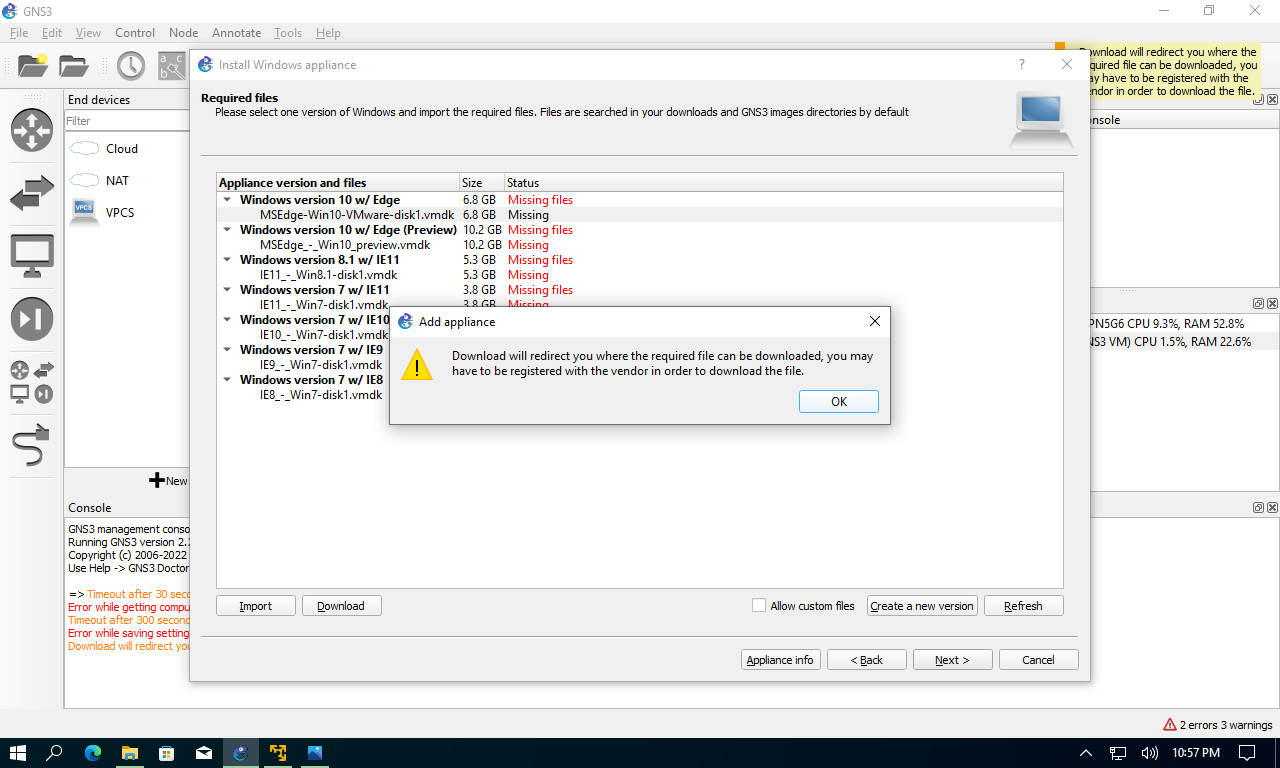 GNS3
File Edit View Control Node Annotate Tools Help
Install Windows appliance
ownload will redirect you where the
quired file can be downloaded, you
ay have to be registered with the
endor in order to download the file.
End devices
Filter
Cloud
NAT
VPCS
VPCS
New
Required files
Please select one version of Windows and import the required files. Files are searched in your downloads and GNS3 images directories by default
Appliance version and files Size Status
Windows version 10 w/ Edge 6.8 GB Missing files
MSEdge-Win10-VMware-disk1.vmdk 6.8 GB Missing
Windows version 10 w/ Edge (Preview) 10.2 GB Missing files
MSEdge_-_Win10_preview.vmdk 10.2 GB Missing
Windows version 8.1 w/ IE11 5.3 GB Missing files
IE11_-_Win8.1-disk1.vmdk 5.3 GB Missing
Windows version 7 w/ IE11 3.8 GB Missing files
IE11_-_Win7-disk1.vmdk 3.8 GB Missing
Windows version 7 w/ IE10
IE10_-_Win7-disk1.vmdk
Windows version 7 w/ IE9
IE9_-_Win7-disk1.vmdk
Windows version 7 w/ IE8
IE8_-_Win7-disk1.vmdk
Add appliance
Download will redirect you where the required file can be downloaded, you may
have to be registered with the vendor in order to download the file.
OK
Import Download Allow custom files Create a new version Refresh
Appliance info < Back Next > Cancel
onsole
PN5G6 CPU 9.3%, RAM 52.8%
NS3 VM) CPU 1.5%, RAM 22.6%
Console
GNS3 management conso
Running GNS3 version 2.
Copyright (c) 2006-2022
Use Help -> GNS3 Doctor
=> Timeout after 30 seco
Error while getting compu
Timeout after 300 second
Error while saving setting
Download will redirect you
2 errors 3 warnings
10:57 PM